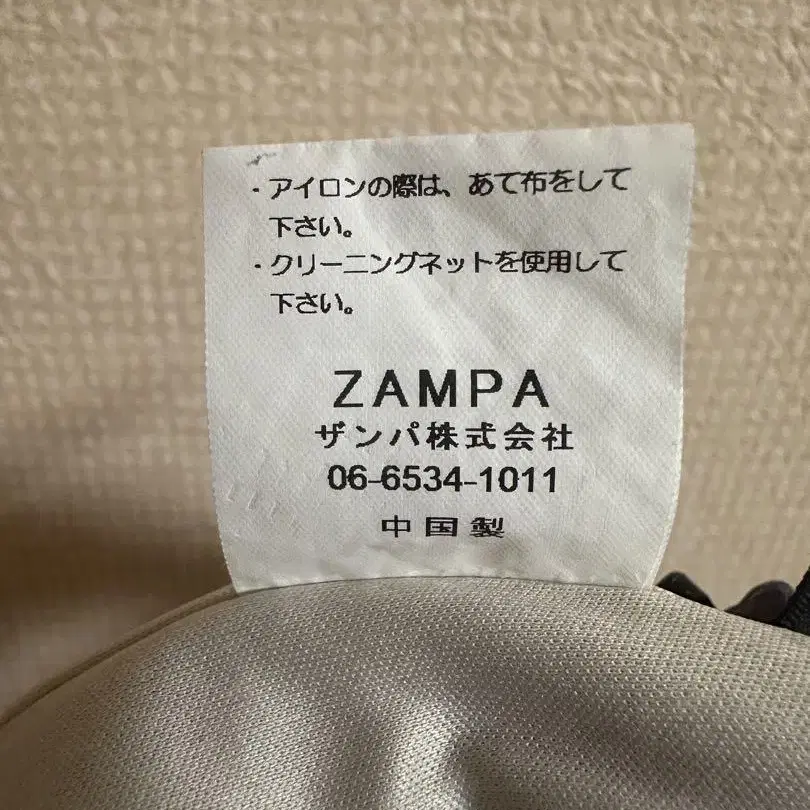 ・アイロンの際は、あて布をして
下さい。
・クリーニングネットを使用して
下さい。
ZAMPA
ザンパ株式会社
06-6534-1011
中国製